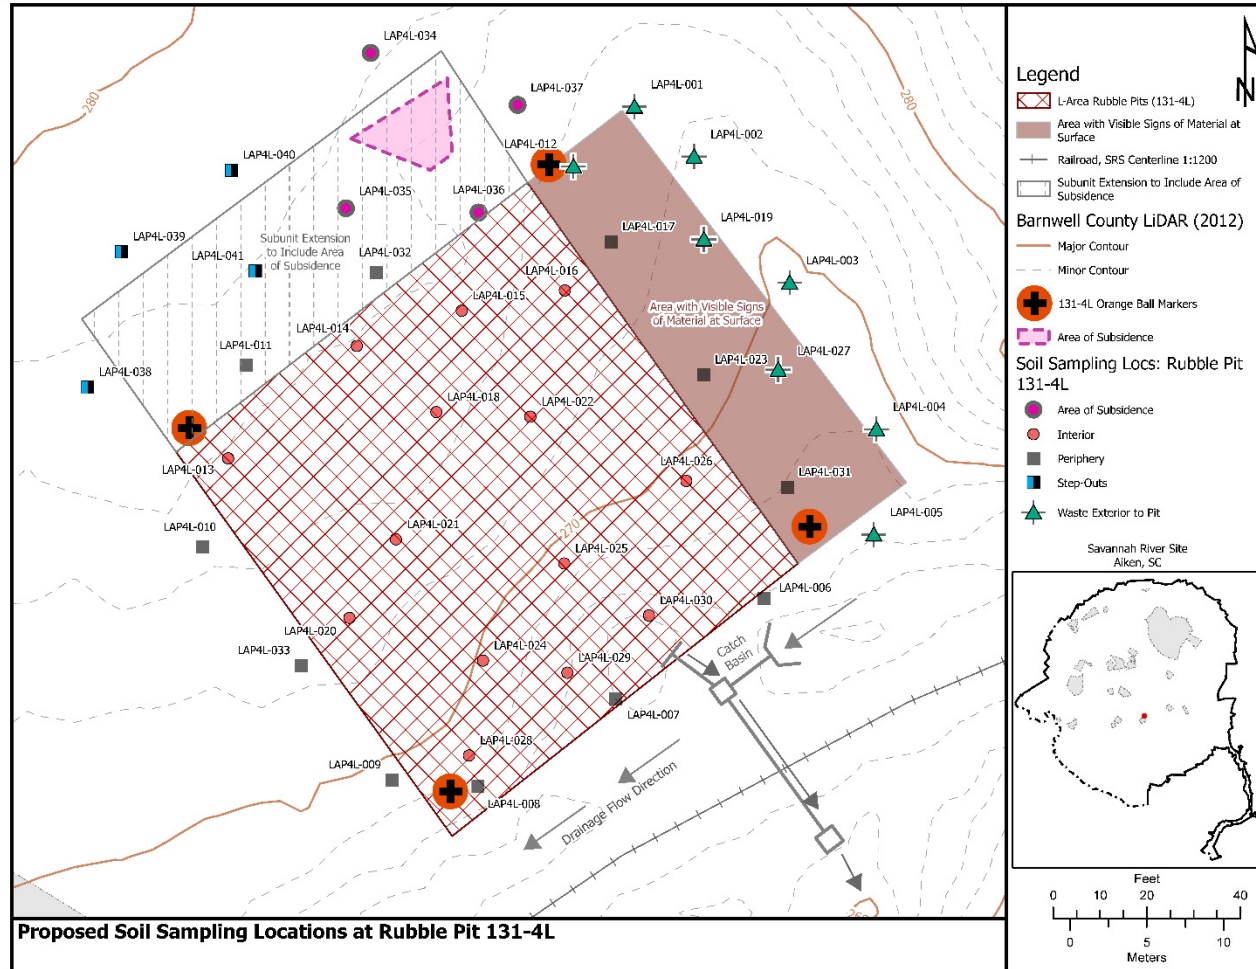 LAP4L-034
280
LAP4L-037
LAP4L-001
280
LAP4L-012
LAP4L-002
LAP4L-040
LAP4L-035
LAP4L-036
LAP4L-017
LAP4L-019
LAP4L-039
LAP4L-041
Subunit Extension
to Include Area
of Subsidence
LAP4L-032
LAP4L-016
LAP4L-003
LAP4L-015
Area with Visible Signs
of Material at Surface
LAP4L-014
LAP4L-011
LAP4L-023
LAP4L-027
LAP4L-038
LAP4L-018
LAP4L-022
LAP4L-004
LAP4L-013
LAP4L-026
LAP4L-031
LAP4L-010
LAP4L-021
270
LAP4L-005
LAP4L-025
LAP4L-006
LAP4L-020
LAP4L-030
LAP4L-033
LAP4L-024
Catch
Basin
LAP4L-029
LAP4L-007
LAP4L-028
LAP4L-009
LAP4L-008
Drainage Flow Direction
Proposed Soil Sampling Locations at Rubble Pit 131-4L
N
Legend
L-Area Rubble Pits (131-4L)
Area with Visible Signs of Material at
Surface
Railroad, SRS Centerline 1:1200
Subunit Extension to Include Area of
Subsidence
Barnwell County LiDAR (2012)
Major Contour
Minor Contour
131-4L Orange Ball Markers
Area of Subsidence
Soil Sampling Locs: Rubble Pit
131-4L
Area of Subsidence
Interior
Periphery
Step-Outs
Waste Exterior to Pit
Savannah River Site
Aiken, SC
Feet
0 10 20 40
0 5 10
Meters